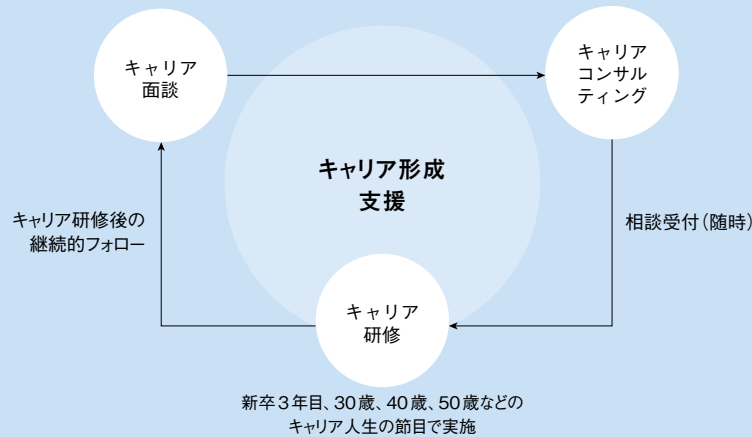 キャリア
面談
キャリア
コンサル
ティング
キャリア形成
支援
キャリア研修後の
継続的フォロー
相談受付(随時)
キャリア
研修
新卒3年目、30歳、40歳、50歳などの
キャリア人生の節目で実施